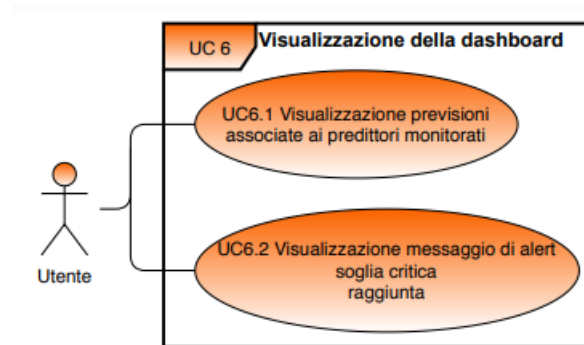 UC 6
Visualizzazione della dashboard
UC6.1 Visualizzazione previsioni
associate ai predittori monitorati
UC6.2 Visualizzazione messaggio di alert
soglia critica
raggiunta
Utente